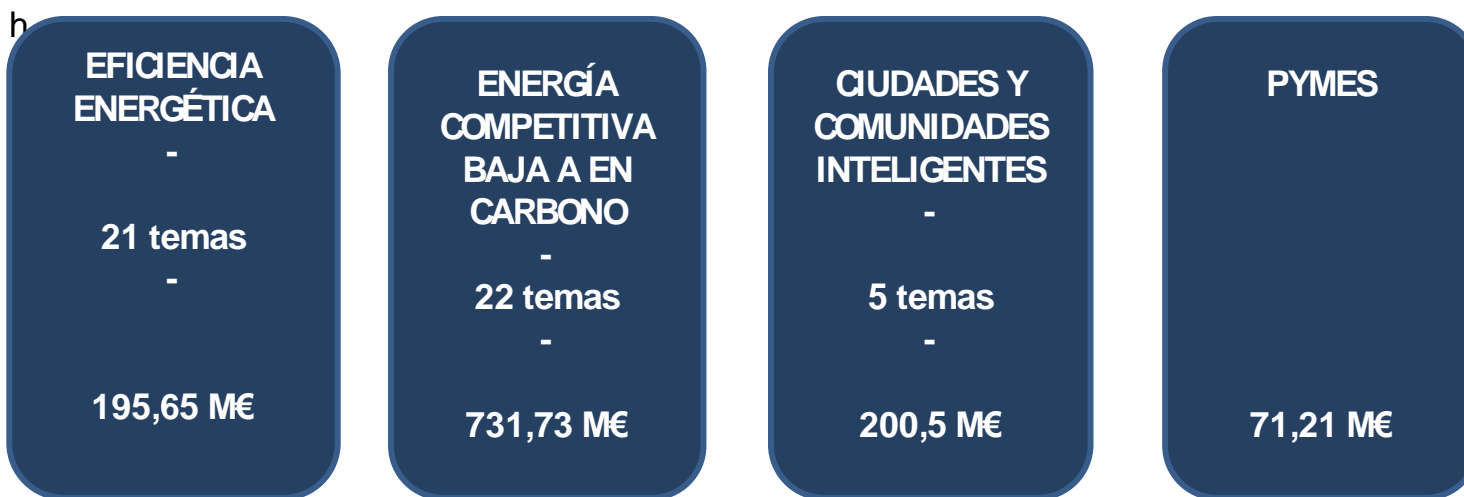 h
EFICIENCIA
ENERGÉTICA
-
21 temas
-
195,65 M€
ENERGÍA
COMPETITIVA
BAJA A EN
CARBONO
-
22 temas
-
731,73 M€
CIUDADES Y
COMUNIDADES
INTELIGENTES
-
5 temas
-
200,5 M€
PYMES
71,21 M€